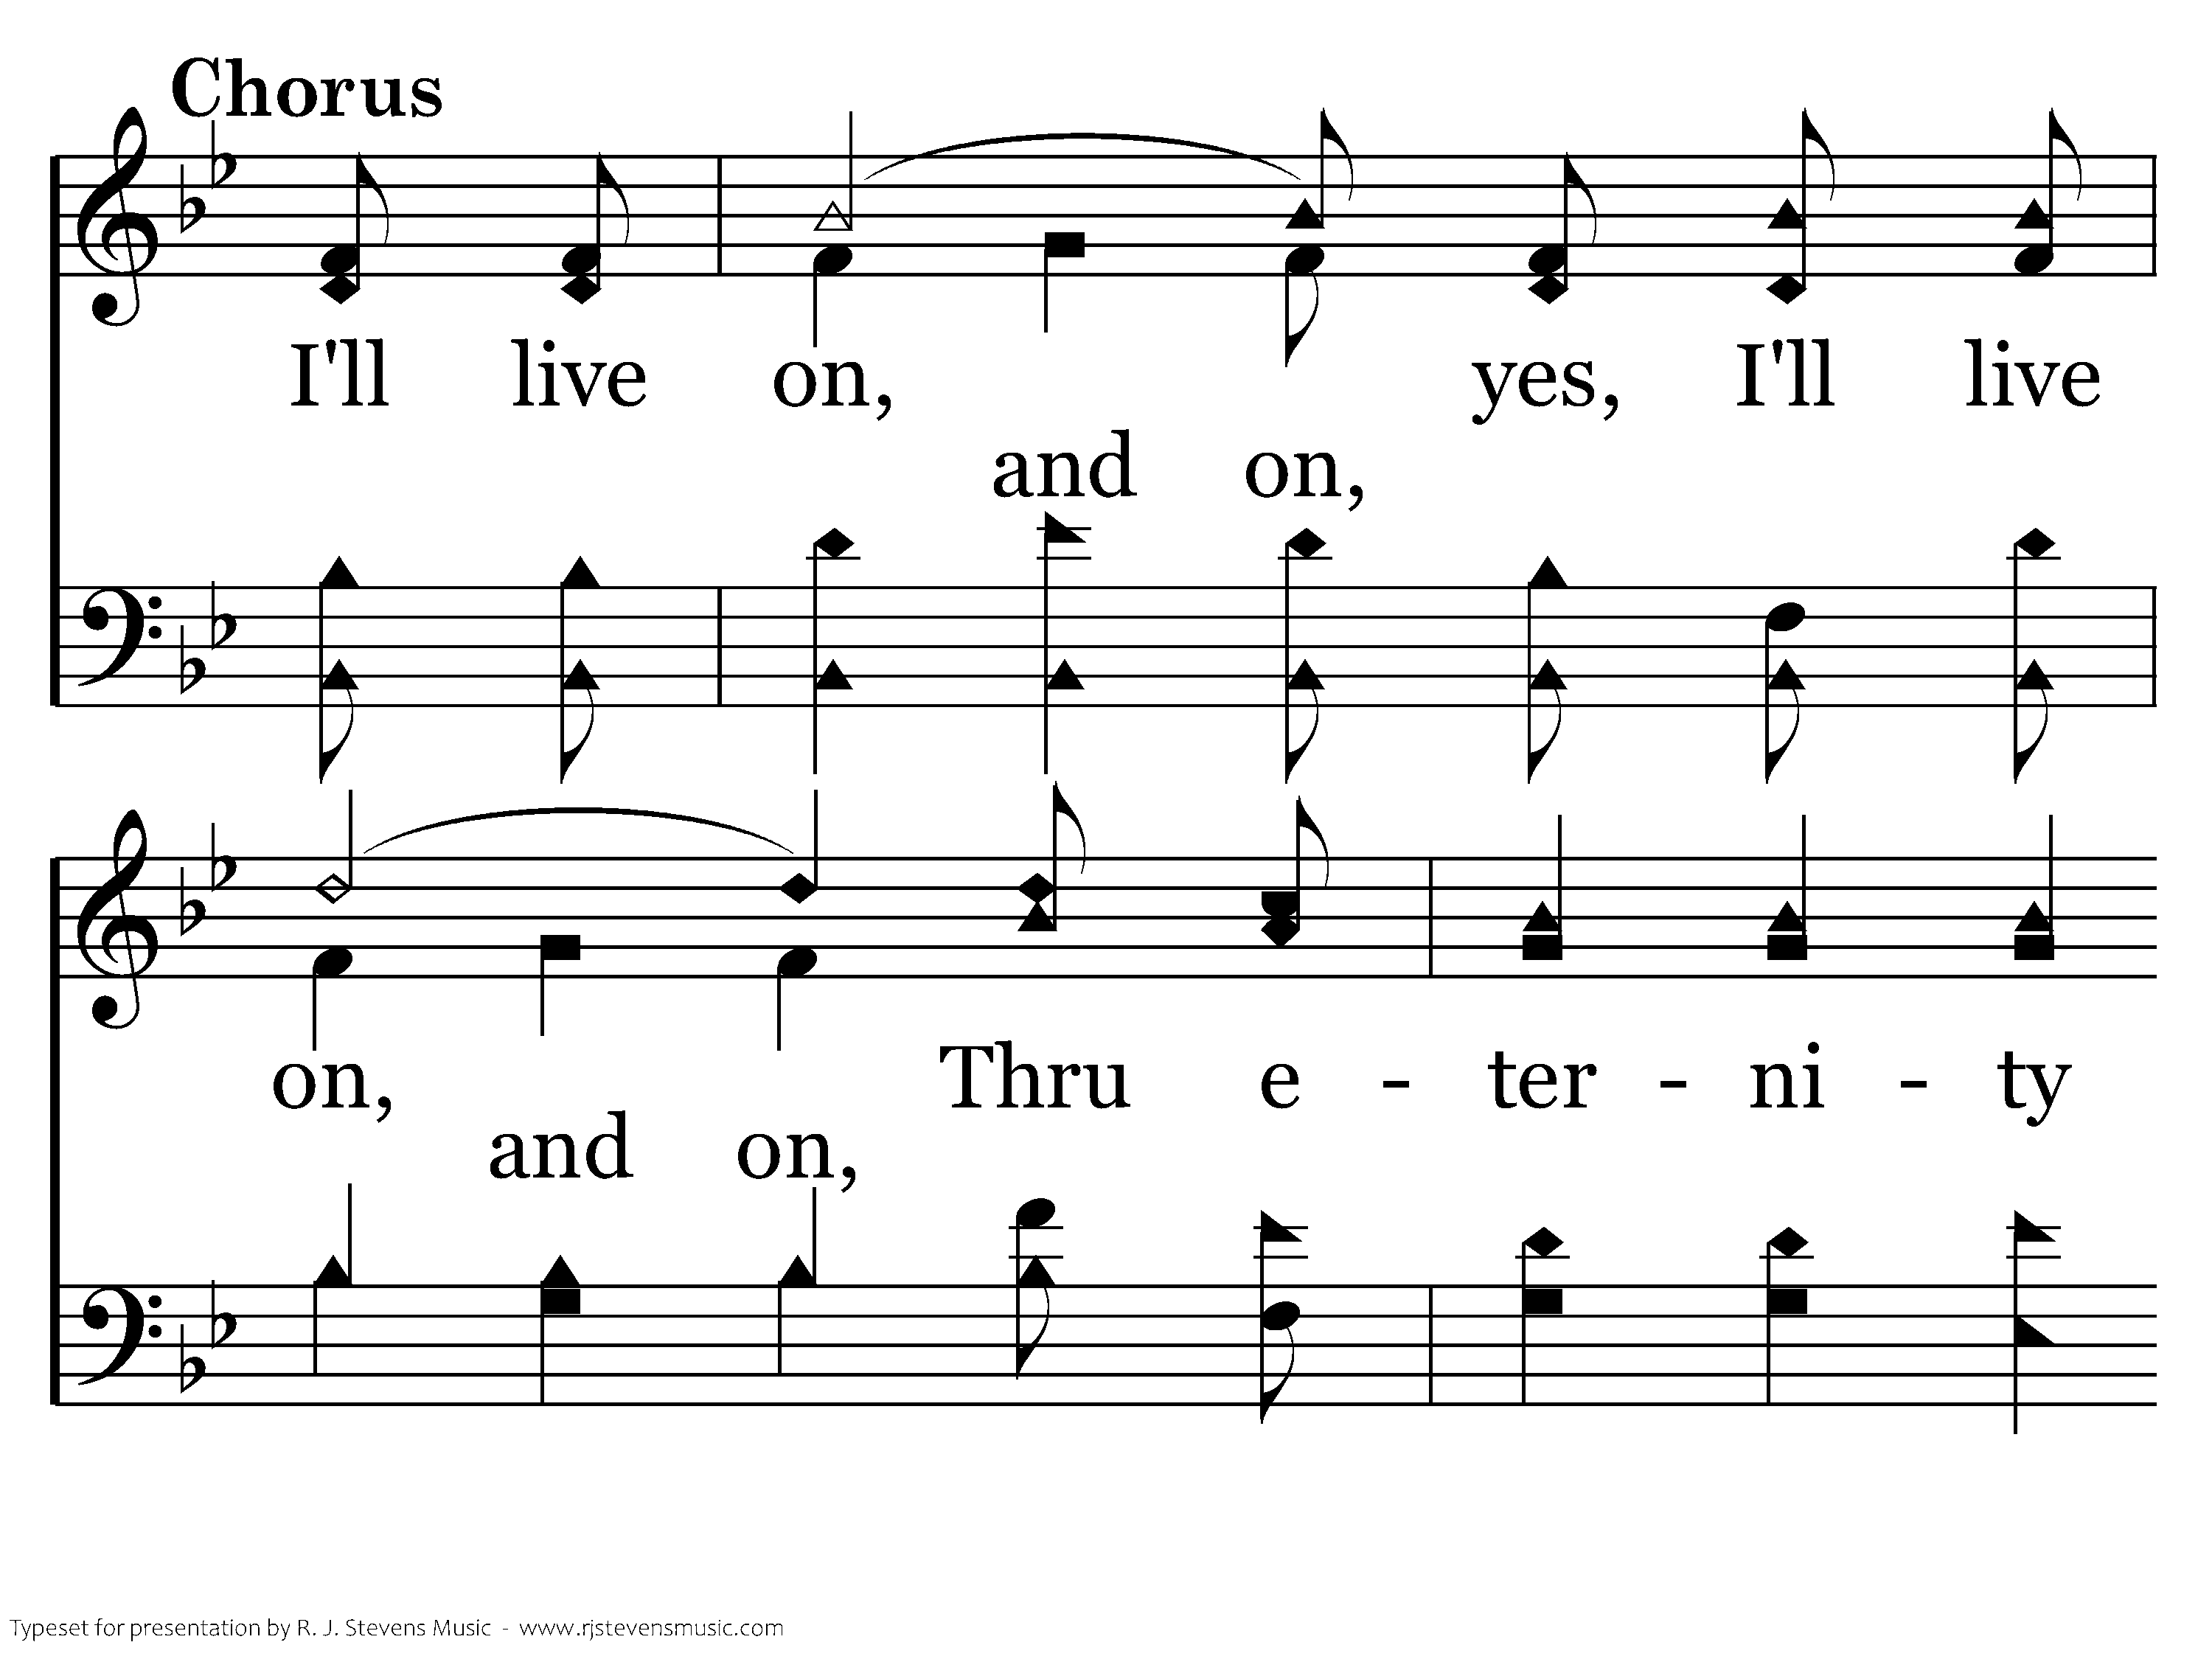 Chorus
I'll live on, yes, I'll live
and on,
on, Thru e - ter - ni - ty
and on,
Typeset for presentation by R. J. Stevens Music - www.rjstevensmusic.com